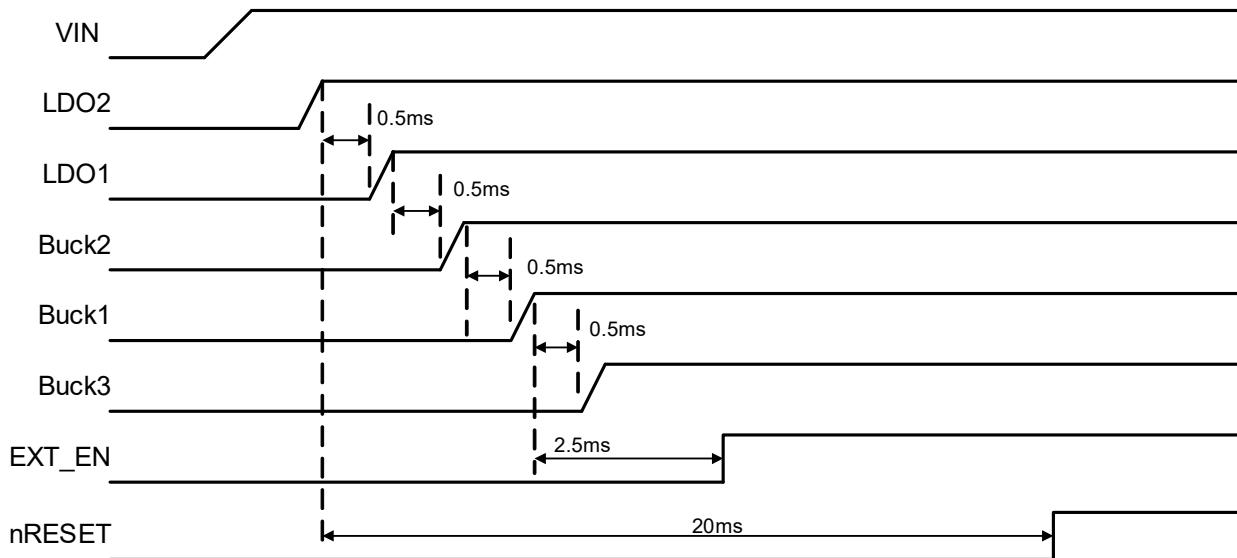 VIN
LDO2
0.5ms
LDO1
0.5ms
Buck2
0.5ms
Buck1
0.5ms
Buck3
EXT_EN
2.5ms
nRESET
20ms